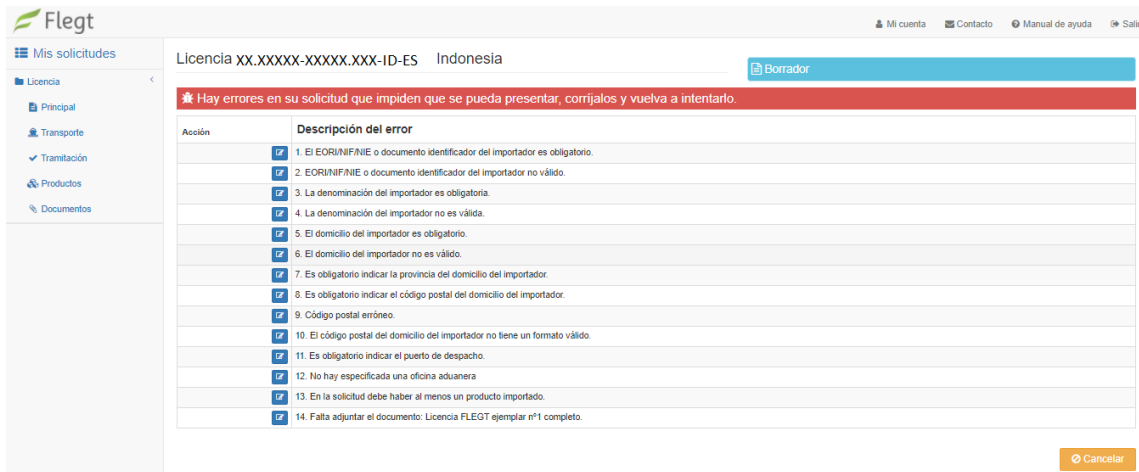 Flegt
Mi cuenta Contacto Manual de ayuda Salir
Mis solicitudes
Licencia XX.XXXXX-XXXXX.XXX-ID-ES Indonesia
Borrador
Licencia
Principal
Transporte
Tramitación
Productos
Documentos
Hay errores en su solicitud que impiden que se pueda presentar, corríjalos y vuelva a intentarlo.
Acción Descripción del error
1. El EORI/NIF/NIE o documento identificador del importador es obligatorio.
2. EORI/NIF/NIE o documento identificador del importador no válido.
3. La denominación del importador es obligatoria.
4. La denominación del importador no es válida.
5. El domicilio del importador es obligatorio.
6. El domicilio del importador no es válido.
7. Es obligatorio indicar la provincia del domicilio del importador.
8. Es obligatorio indicar el código postal del domicilio del importador.
9. Código postal erróneo.
10. El código postal del domicilio del importador no tiene un formato válido.
11. Es obligatorio indicar el puerto de despacho.
12. No hay especificada una oficina aduanera
13. En la solicitud debe haber al menos un producto importado.
14. Falta adjuntar el documento: Licencia FLEGT ejemplar nº1 completo.
Cancelar